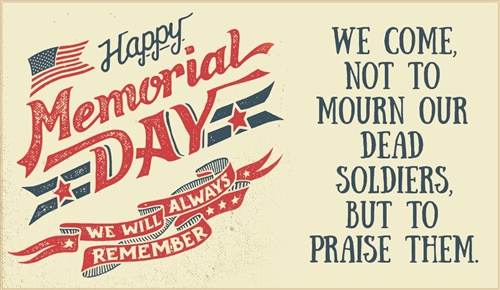 Happy
Memorial
DAY
WE WILL ALWAYS
REMEMBER
WE COME,
NOT TO
MOURN OUR
DEAD
SOLDIERS,
BUT TO
PRAISE THEM.